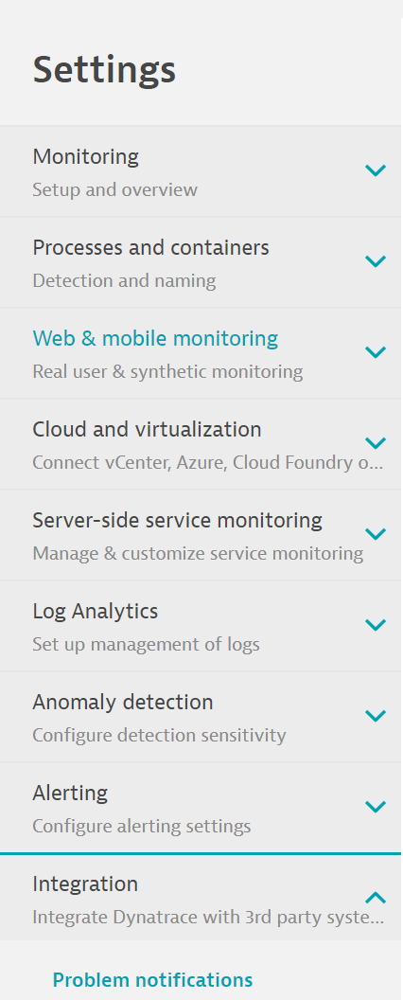 Settings
Monitoring
Setup and overview
Processes and containers
Detection and naming
Web & mobile monitoring
Real user & synthetic monitoring
Cloud and virtualization
Connect vCenter, Azure, Cloud Foundry o...
Server-side service monitoring
Manage & customize service monitoring
Log Analytics
Set up management of logs
Anomaly detection
Configure detection sensitivity
Alerting
Configure alerting settings
Integration
Integrate Dynatrace with 3rd party syste...
Problem notifications